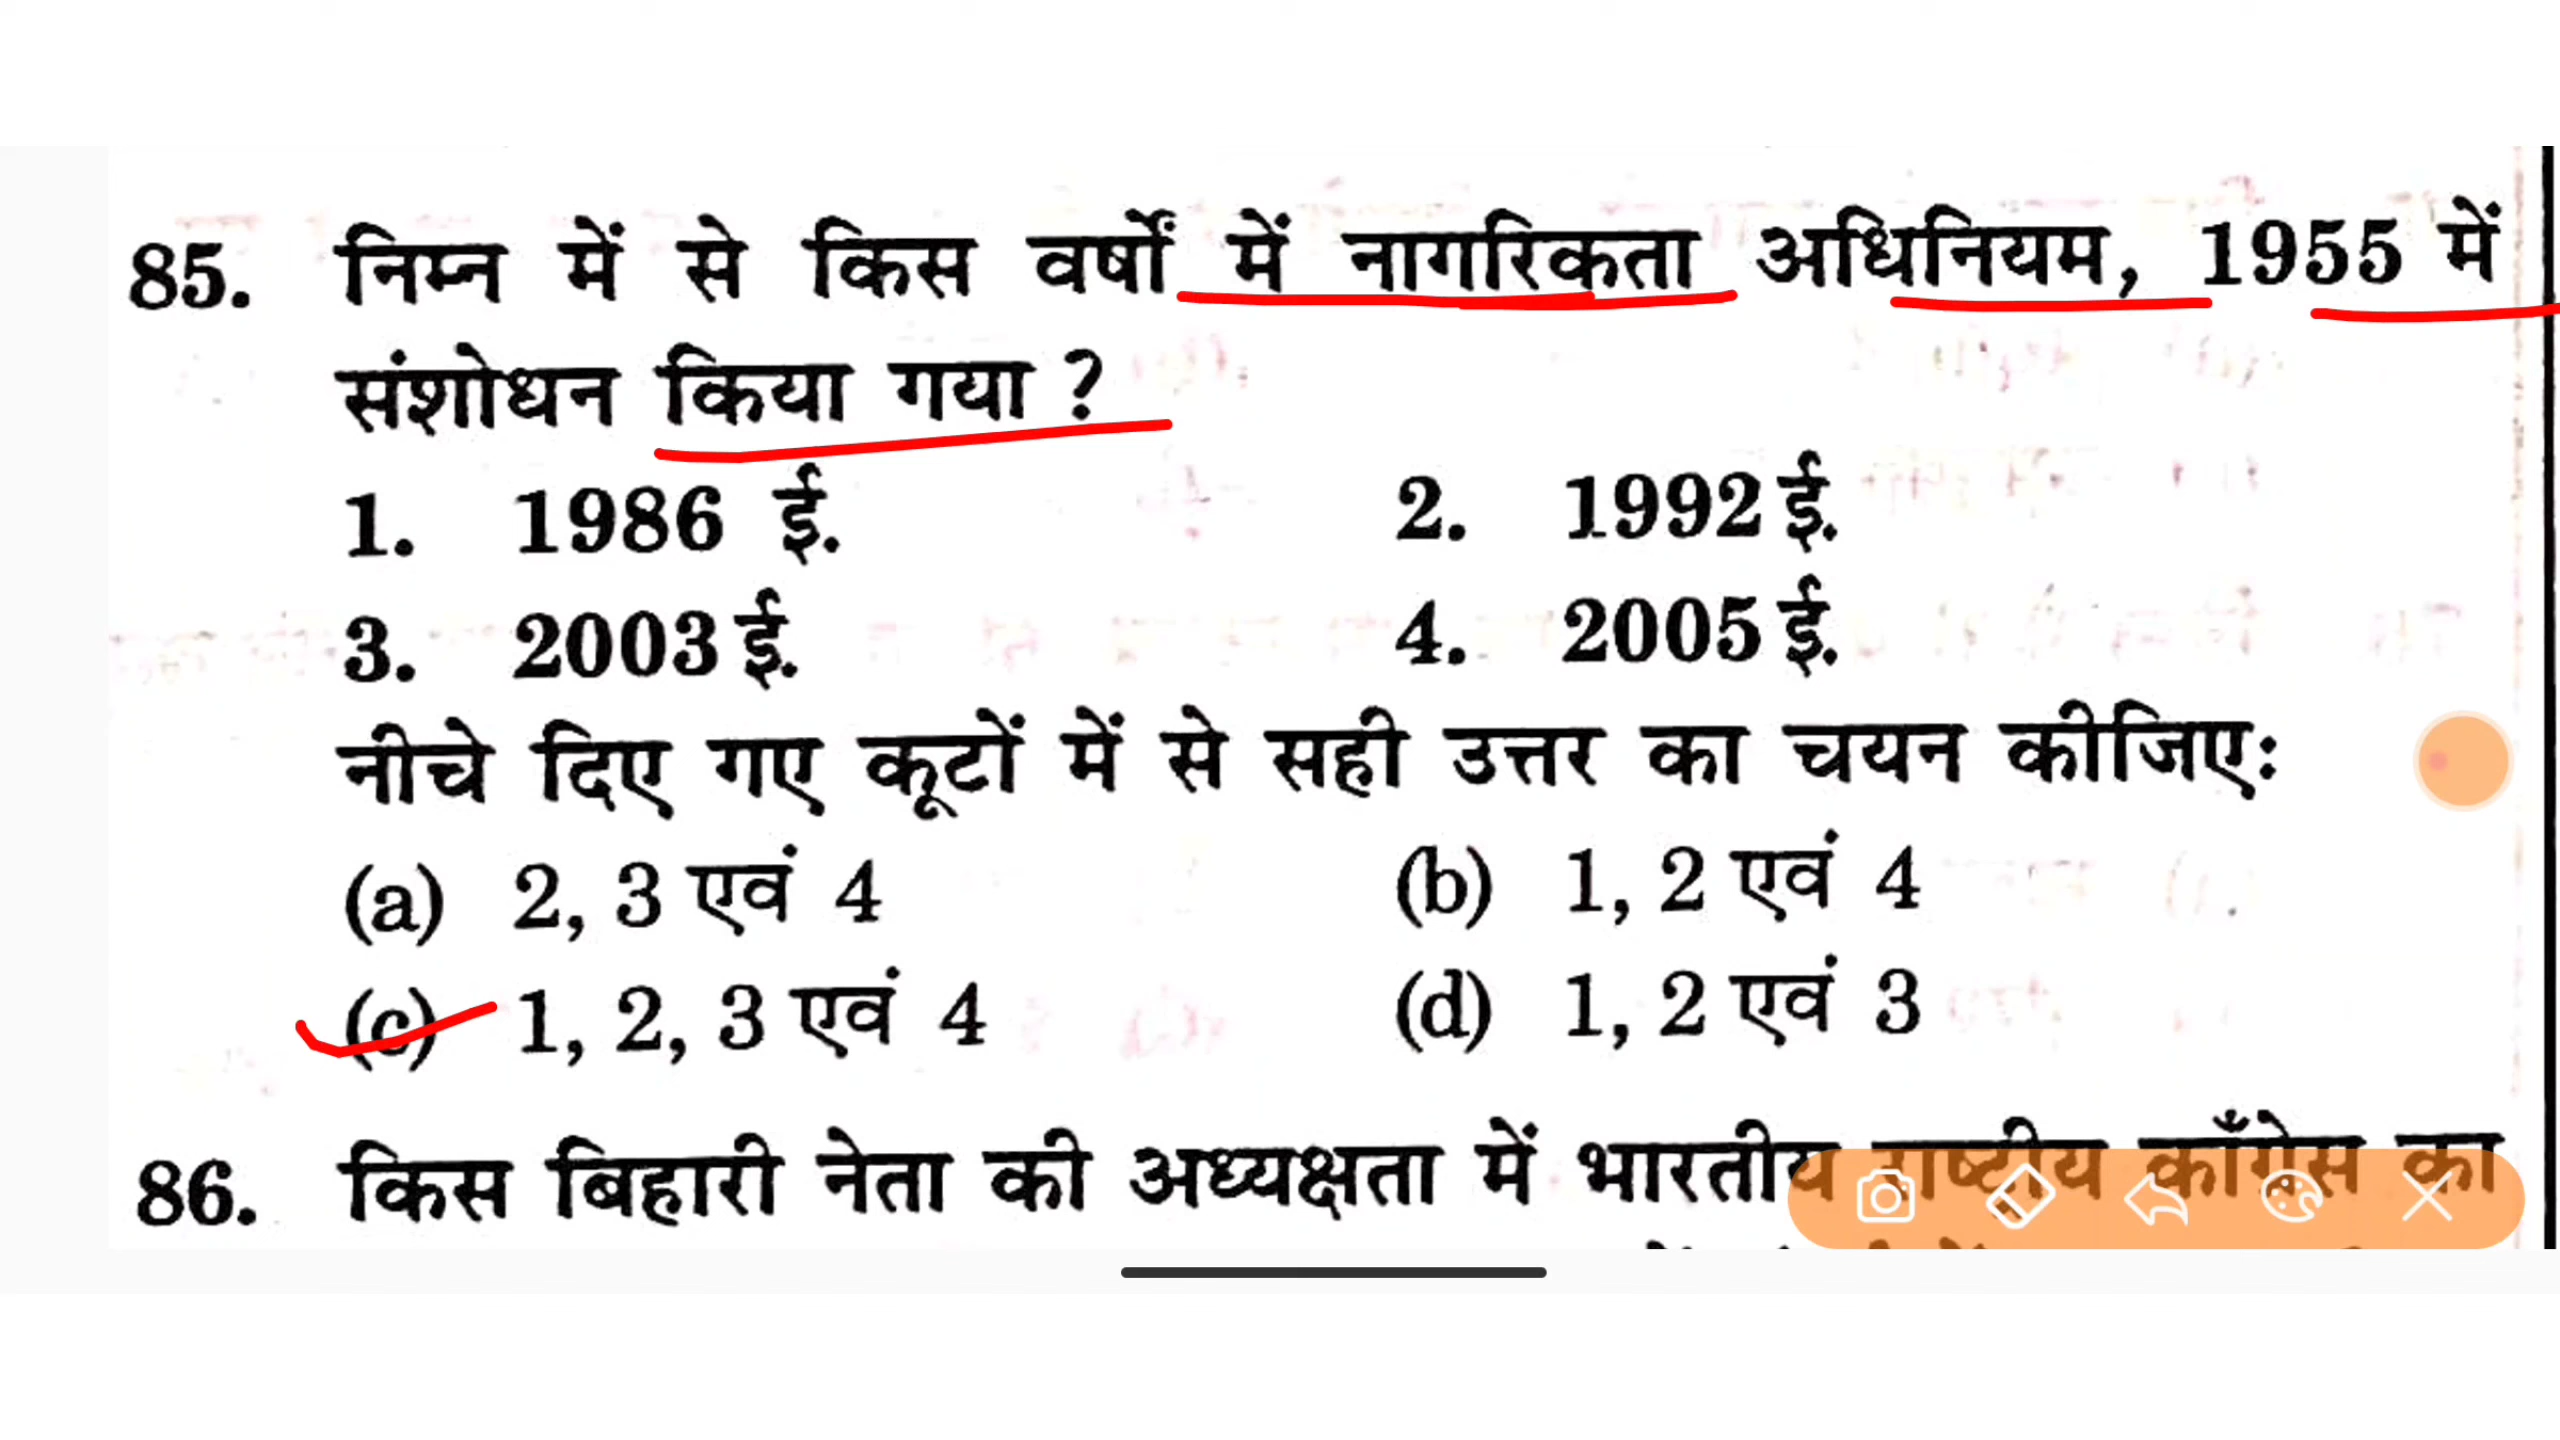 85. निम्न में से किस वर्षों में नागरिकता अधिनियम, 1955 में
संशोधन किया गया ?
1. 1986 ई. 2. 1992 ई.
3. 2003 ई. 4. 2005 ई.
नीचे दिए गए कूटों में से सही उत्तर का चयन कीजिए:
(a) 2, 3 एवं 4 (b) 1, 2 एवं 4
(c) 1, 2, 3 एवं 4 (d) 1, 2 एवं 3
86. किस बिहारी नेता की अध्यक्षता में भारतीय राष्ट्रीय काँग्रेस का